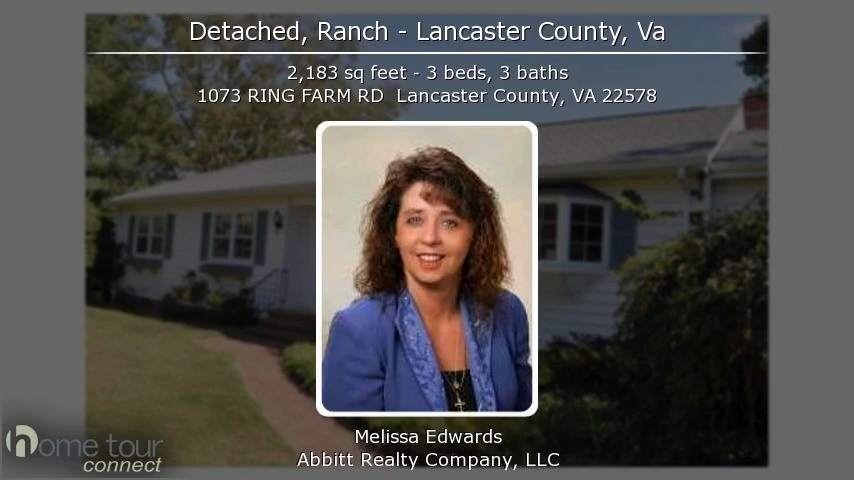 Detached, Ranch - Lancaster County, Va
2,183 sq feet - 3 beds, 3 baths
1073 RING FARM RD  Lancaster County, VA 22578
Melissa Edwards
Abbitt Realty Company, LLC
home tour
connect